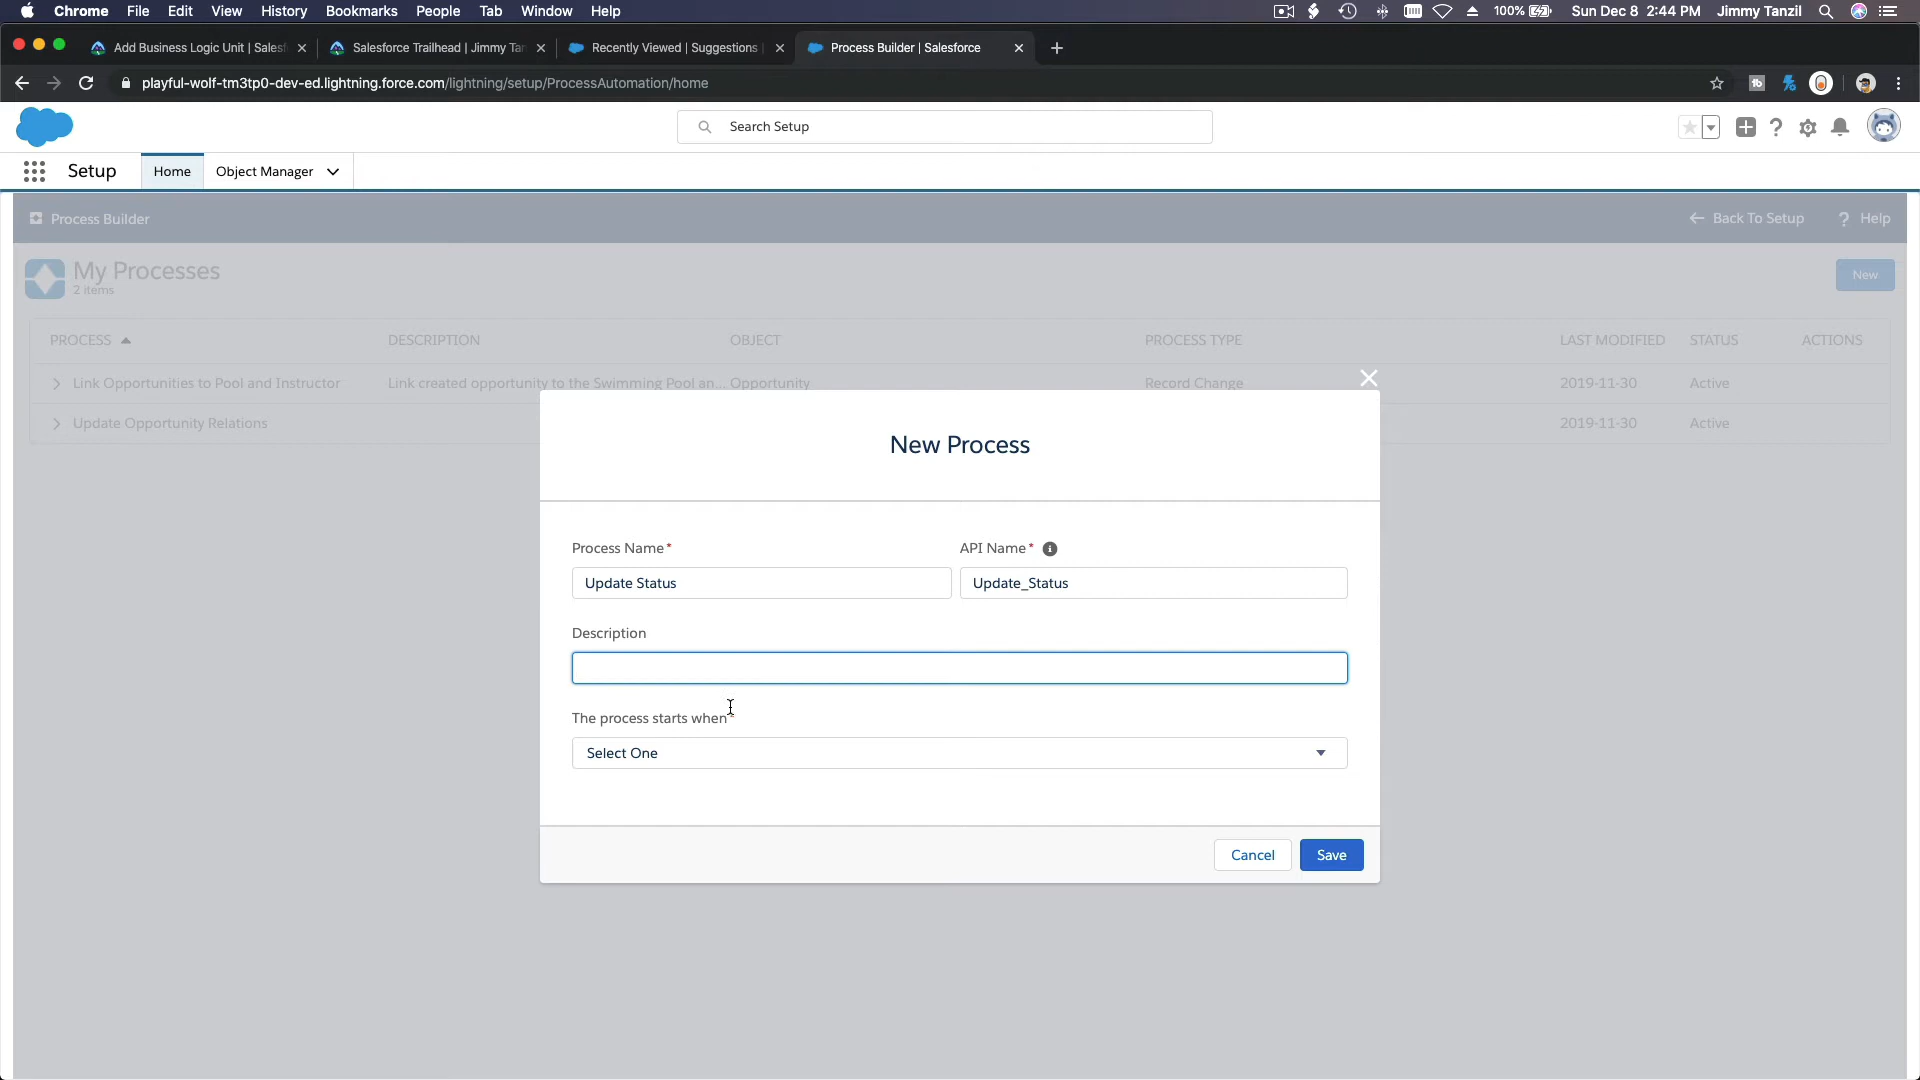 Chrome File Edit View History Bookmarks People Tab Window Help 100% Sun Dec 8 2:44 PM Jimmy Tanzil
Add Business Logic Unit | Salesf Salesforce Trailhead | Jimmy Tan Recently Viewed | Suggestions | Process Builder | Salesforce
playful-wolf-tm3tp0-dev-ed.lightning.force.com/lightning/setup/ProcessAutomation/home
Search Setup
Setup Home Object Manager
Process Builder Back To Setup ? Help
My Processes
2 items
New
PROCESS DESCRIPTION OBJECT PROCESS TYPE LAST MODIFIED STATUS ACTIONS
Link Opportunities to Pool and Instructor Link created opportunity to the Swimming Pool an... Opportunity Record Change 2019-11-30 Active
Update Opportunity Relations 2019-11-30 Active
New Process
Process Name* API Name*
Update Status Update_Status
Description
The process starts when*
Select One
Cancel Save